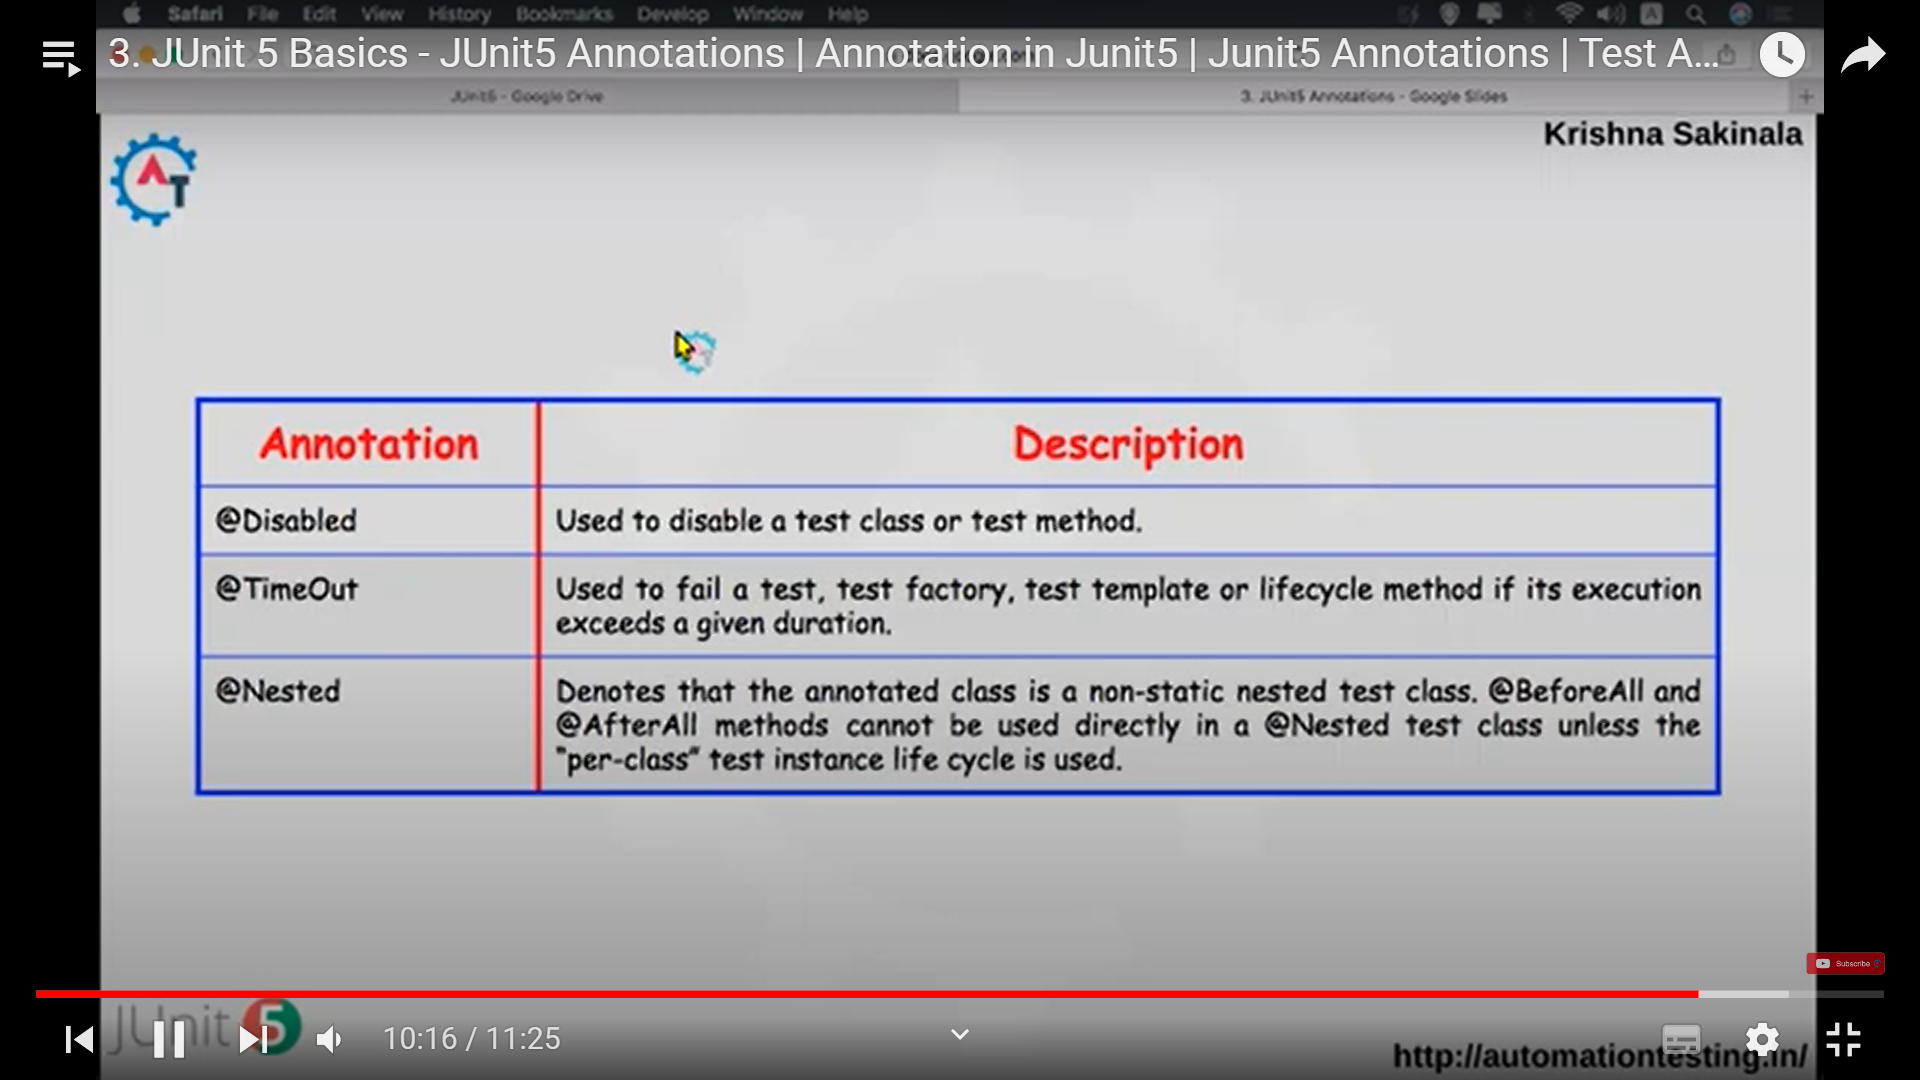 Safari File Edit View History Bookmarks Develop Window Help
3. JUnit 5 Basics - JUnit5 Annotations | Annotation in Junit5 | Junit5 Annotations | Test A...
JUnit5 - Google Drive
3. JUnit5 Annotations - Google Slides
Krishna Sakinala
AT
Annotation Description
@Disabled Used to disable a test class or test method.
@TimeOut Used to fail a test, test factory, test template or lifecycle method if its execution
exceeds a given duration.
@Nested Denotes that the annotated class is a non-static nested test class. @BeforeAll and
@AfterAll methods cannot be used directly in a @Nested test class unless the
"per-class" test instance life cycle is used.
Subscribe
JUnit 5
10:16 / 11:25
http://automationtesting.in/